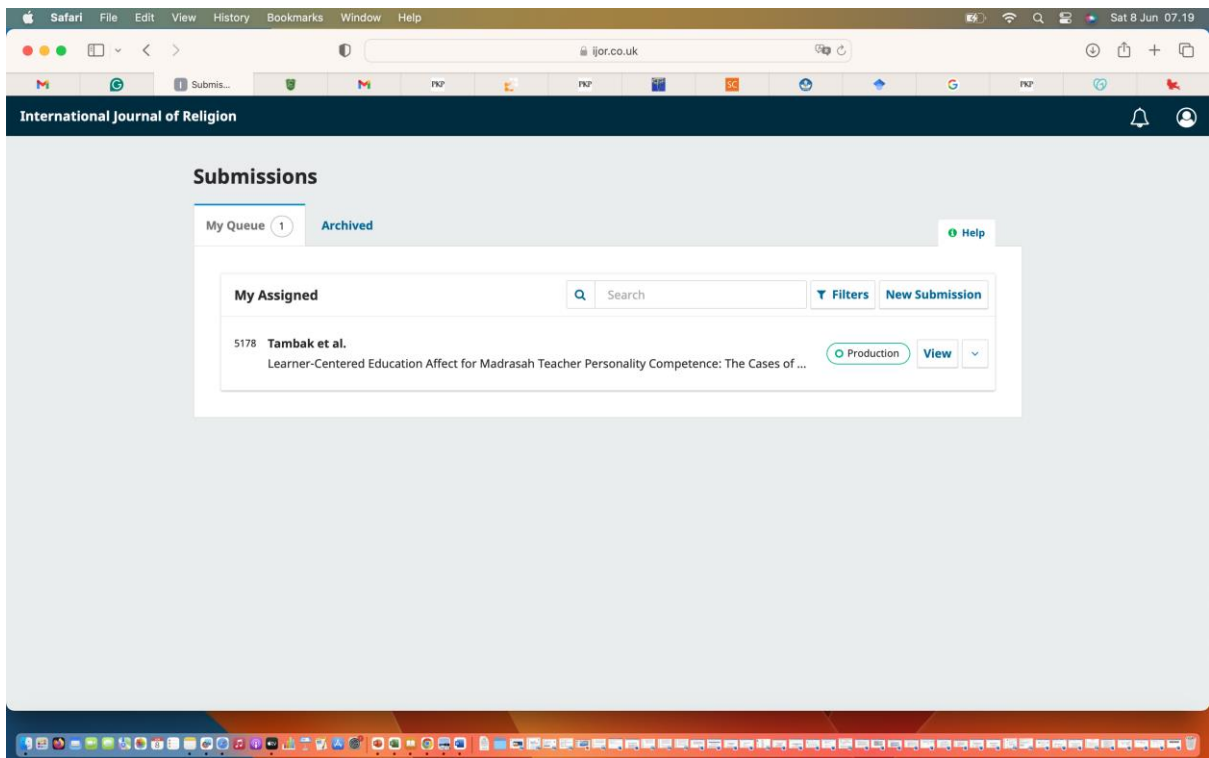 Safari File Edit View History Bookmarks Window Help Sat 8 Jun 07.19
ijor.co.uk
Submis... PKP PKP SC G PKP
International Journal of Religion
Submissions
My Queue 1 Archived
Help
My Assigned Search Filters New Submission
5178 Tambak et al.
Learner-Centered Education Affect for Madrasah Teacher Personality Competence: The Cases of ... Production View